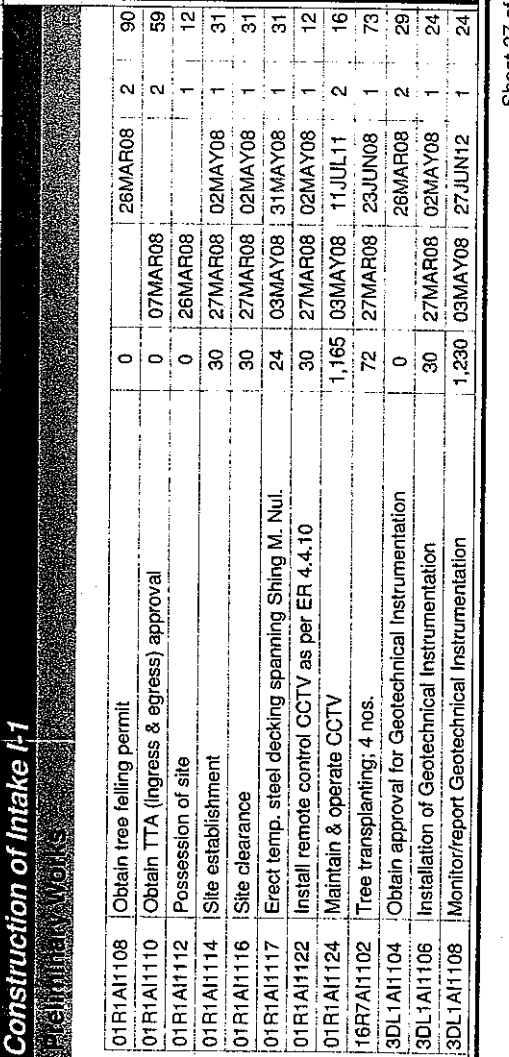 Construction of Intake I-1
Preliminary Works
01R1AI1108 Obtain tree felling permit 0 26MAR08 2 90
01R1AI1110 Obtain TTA (ingress & egress) approval 0 07MAR08 2 59
01R1AI1112 Possession of site 0 26MAR08 1 12
01R1AI1114 Site establishment 30 27MAR08 02MAY08 1 31
01R1AI1116 Site clearance 30 27MAR08 02MAY08 1 31
01R1AI1117 Erect temp. steel decking spanning Shing M. Nul. 24 03MAY08 31MAY08 1 31
01R1AI1122 Install remote control CCTV as per ER 4.4.10 30 27MAR08 02MAY08 1 12
01R1AI1124 Maintain & operate CCTV 1,165 03MAY08 11JUL11 2 16
16R7AI1102 Tree transplanting; 4 nos. 72 27MAR08 23JUN08 1 73
3DL1AI1104 Obtain approval for Geotechnical Instrumentation 0 26MAR08 2 29
3DL1AI1106 Installation of Geotechnical Instrumentation 30 27MAR08 02MAY08 1 24
3DL1AI1108 Monitor/report Geotechnical Instrumentation 1,230 03MAY08 27JUN12 1 24
Sheet 27 of